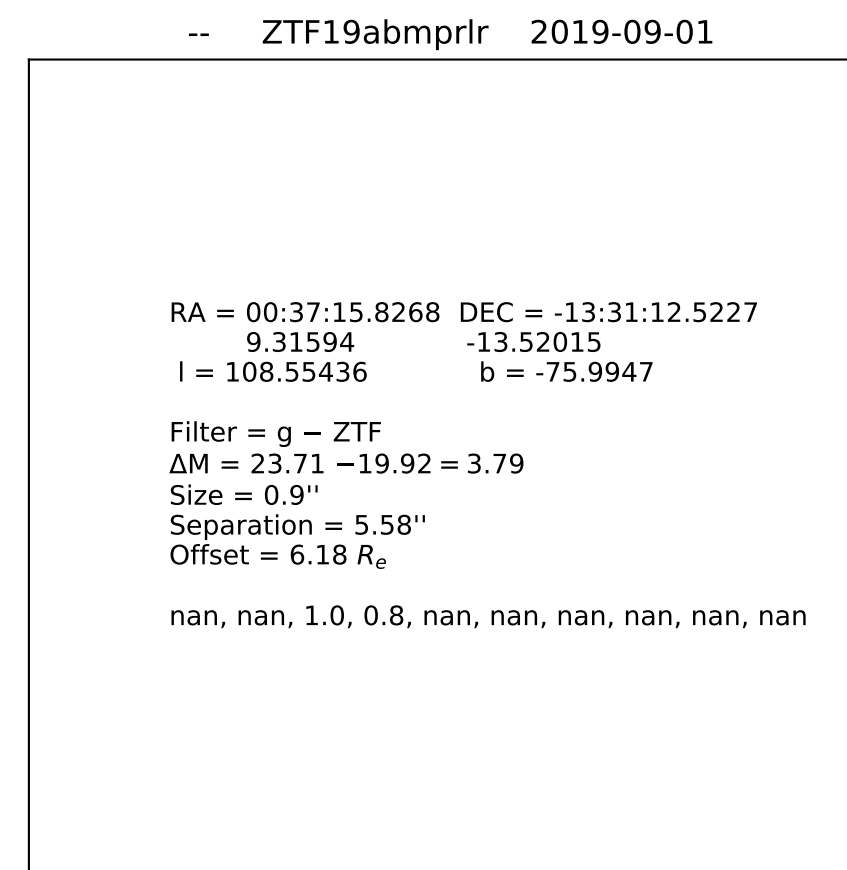 -- ZTF19abmprlr 2019-09-01
RA = 00:37:15.8268 DEC = -13:31:12.5227
9.31594 -13.52015
l = 108.55436 b = -75.9947
Filter = g − ZTF
ΔM = 23.71 −19.92 = 3.79
Size = 0.9''
Separation = 5.58''
Offset = 6.18 Re
nan, nan, 1.0, 0.8, nan, nan, nan, nan, nan, nan